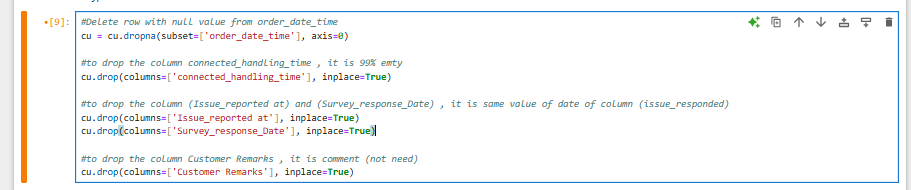 [9]:
#Delete row with null value from order_date_time
cu = cu.dropna(subset=['order_date_time'], axis=0)
#to drop the column connected_handling_time , it is 99% emty
cu.drop(columns=['connected_handling_time'], inplace=True)
#to drop the column (Issue_reported at) and (Survey_response_Date) , it is same value of date of column (issue_responded)
cu.drop(columns=['Issue_reported at'], inplace=True)
cu.drop(columns=['Survey_response_Date'], inplace=True)
#to drop the column Customer Remarks , it is comment (not need)
cu.drop(columns=['Customer Remarks'], inplace=True)